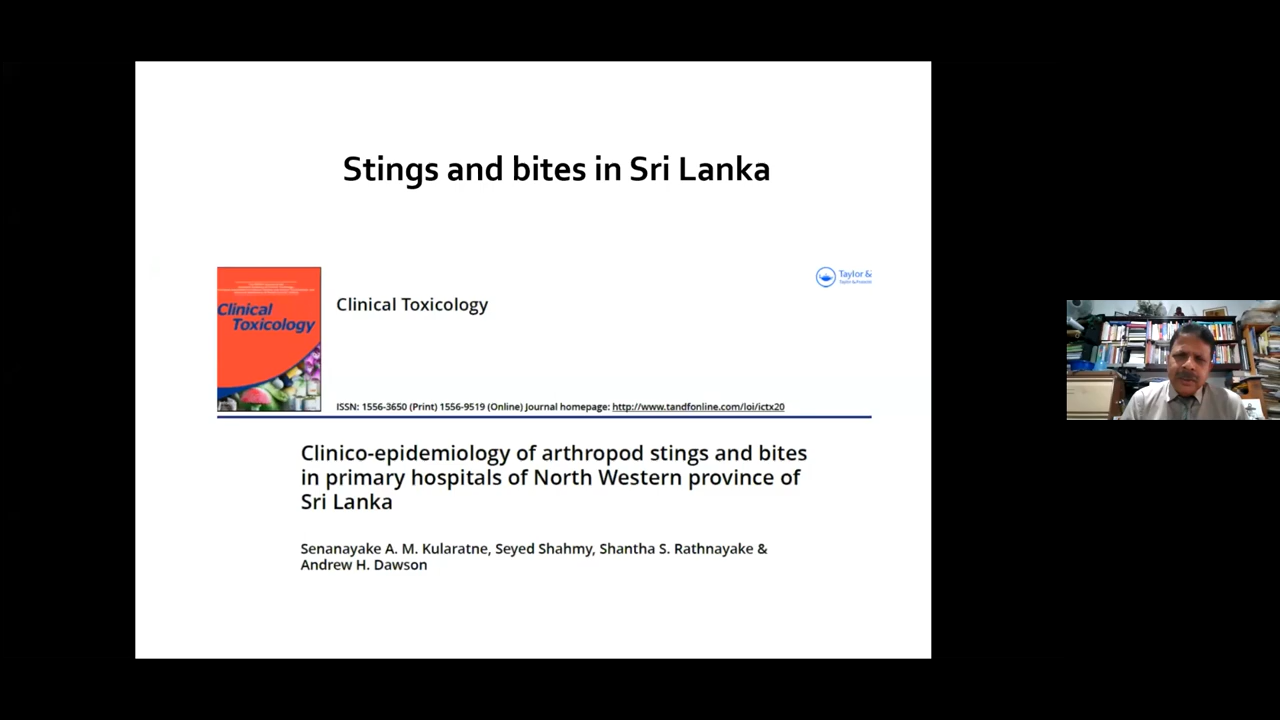 Stings and bites in Sri Lanka
Taylor &
Clinical
Toxicology
Clinical Toxicology
ISSN: 1556-3650 (Print) 1556-9519 (Online) Journal homepage: http://www.tandfonline.com/loi/ictx20
Clinico-epidemiology of arthropod stings and bites
in primary hospitals of North Western province of
Sri Lanka
Senanayake A. M. Kularatne, Seyed Shahmy, Shantha S. Rathnayake &
Andrew H. Dawson